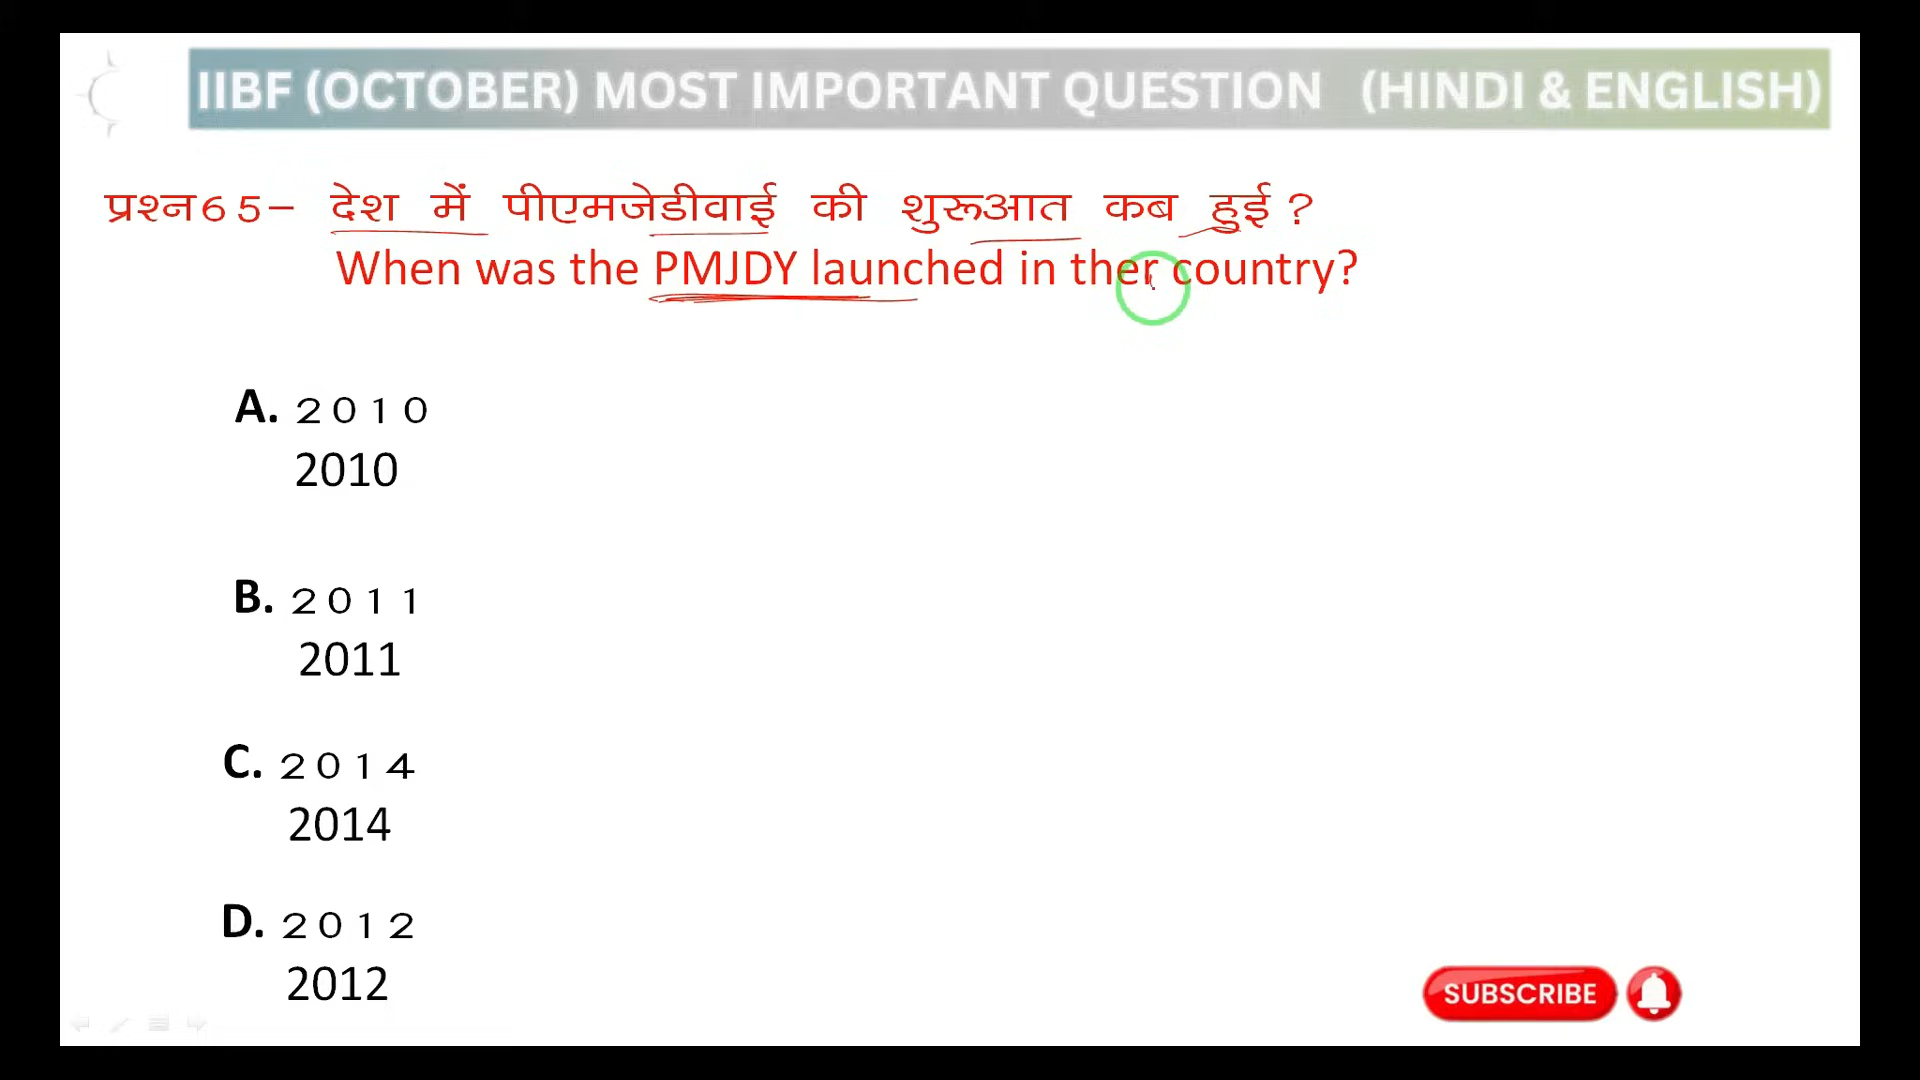 IIBF (OCTOBER) MOST IMPORTANT QUESTION (HINDI & ENGLISH)
प्रश्न65– देश में पीएमजेडीवाई की शुरुआत कब हुई?
When was the PMJDY launched in ther country?
A. 2010
2010
B. 2011
2011
C. 2014
2014
D. 2012
2012
SUBSCRIBE